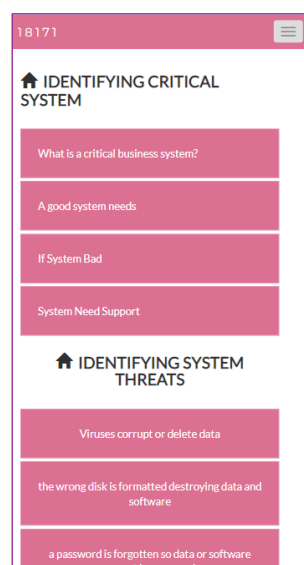 18171
IDENTIFYING CRITICAL
SYSTEM
What is a critical business system?
A good system needs
If System Bad
System Need Support
IDENTIFYING SYSTEM
THREATS
Viruses corrupt or delete data
the wrong disk is formatted destroying data and
software
a password is forgotten so data or software